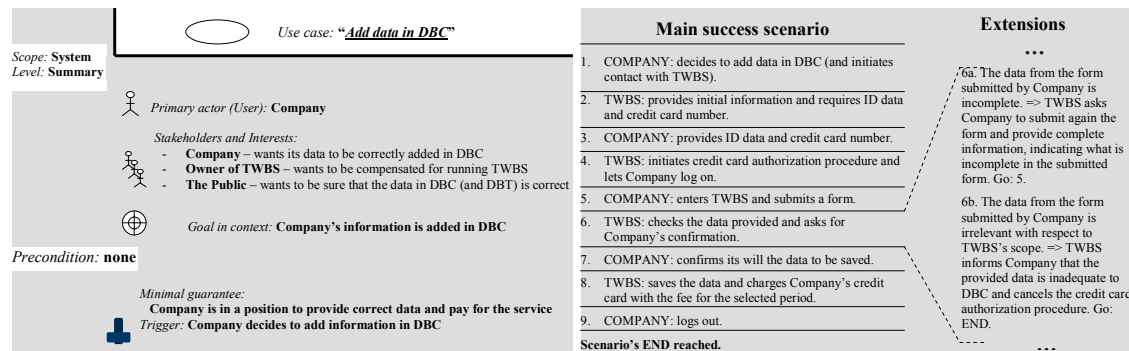 Use case: “Add data in DBC”
Scope: System
Level: Summary
Primary actor (User): Company
Stakeholders and Interests:
- Company – wants its data to be correctly added in DBC
- Owner of TWBS – wants to be compensated for running TWBS
- The Public – wants to be sure that the data in DBC (and DBT) is correct
Goal in context: Company’s information is added in DBC
Precondition: none
Minimal guarantee:
Company is in a position to provide correct data and pay for the service
Trigger: Company decides to add information in DBC
Main success scenario
1. COMPANY: decides to add data in DBC (and initiates
contact with TWBS).
2. TWBS: provides initial information and requires ID data
and credit card number.
3. COMPANY: provides ID data and credit card number.
4. TWBS: initiates credit card authorization procedure and
lets Company log on.
5. COMPANY: enters TWBS and submits a form.
6. TWBS: checks the data provided and asks for
Company’s confirmation.
7. COMPANY: confirms its will the data to be saved.
8. TWBS: saves the data and charges Company’s credit
card with the fee for the selected period.
9. COMPANY: logs out.
Scenario’s END reached.
Extensions
…
6a. The data from the form
submitted by Company is
incomplete. => TWBS asks
Company to submit again the
form and provide complete
information, indicating what is
incomplete in the submitted
form. Go: 5.
6b. The data from the form
submitted by Company is
irrelevant with respect to
TWBS’s scope. => TWBS
informs Company that the
provided data is inadequate to
DBC and cancels the credit card
authorization procedure. Go:
END.
…